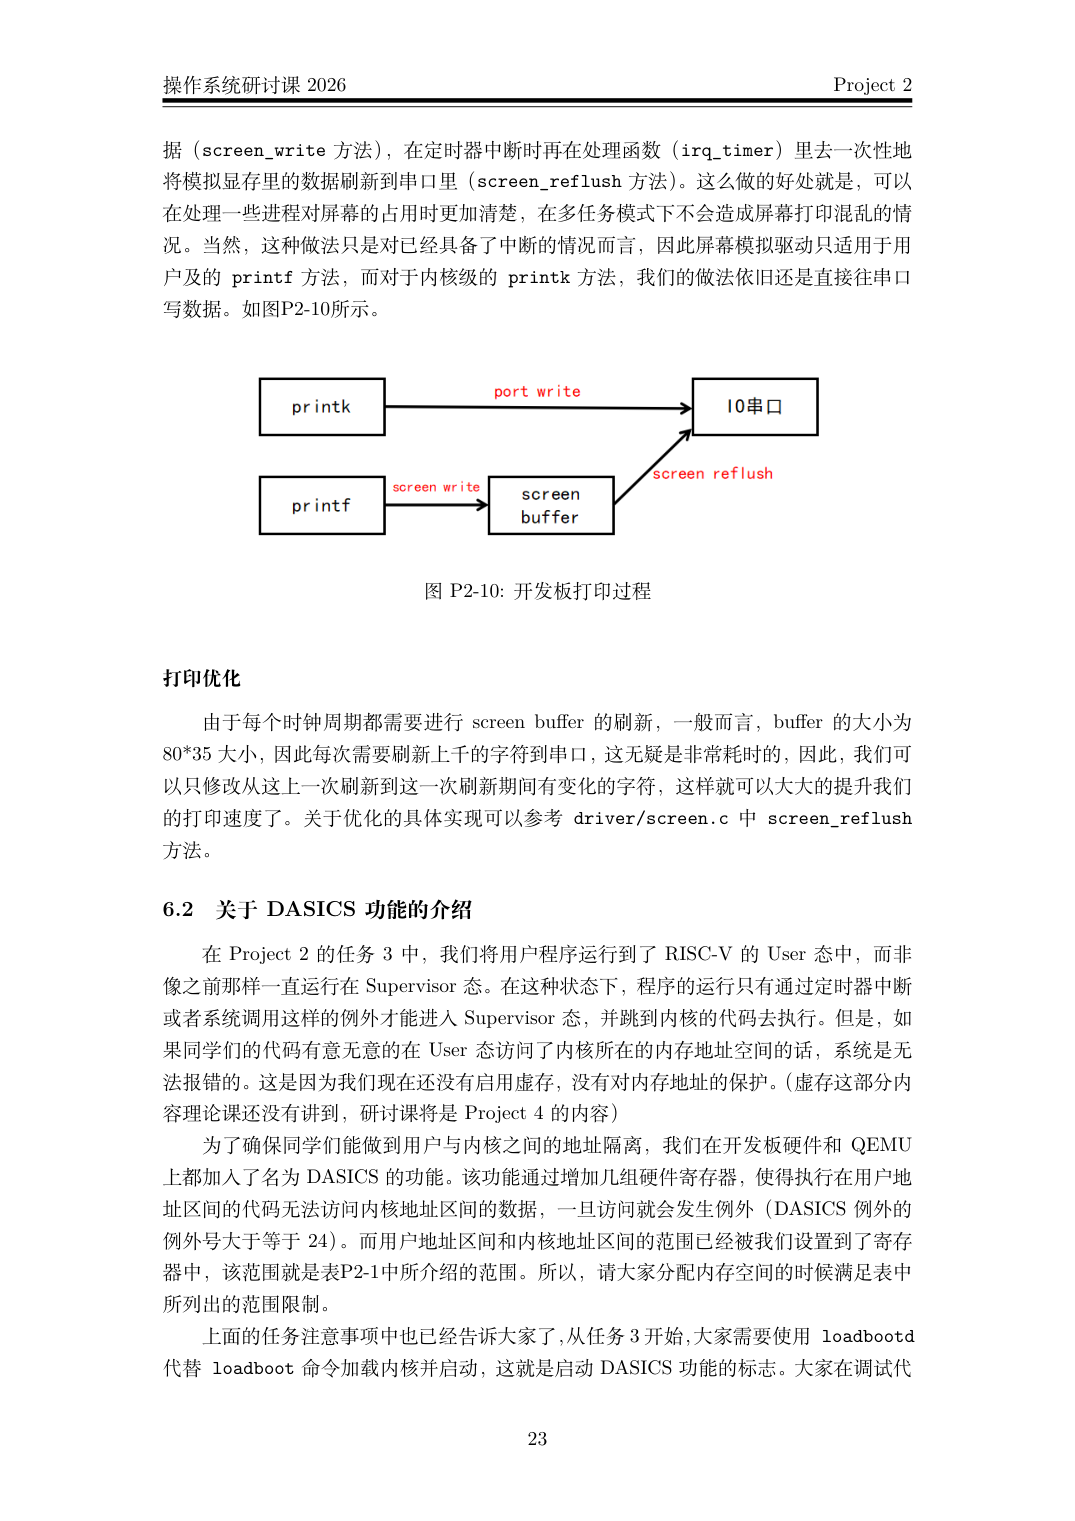 操作系统研讨课 2026 Project 2
据（screen_write 方法），在定时器中断时再在处理函数（irq_timer）里去一次性地
将模拟显存里的数据刷新到串口里（screen_reflush 方法）。这么做的好处就是，可以
在处理一些进程对屏幕的占用时更加清楚，在多任务模式下不会造成屏幕打印混乱的情
况。当然，这种做法只是对已经具备了中断的情况而言，因此屏幕模拟驱动只适用于用
户及的 printf 方法，而对于内核级的 printk 方法，我们的做法依旧还是直接往串口
写数据。如图P2-10所示。
printk
port write
IO串口
printf
screen write
screen
buffer
screen reflush
图 P2-10: 开发板打印过程
打印优化
由于每个时钟周期都需要进行 screen buffer 的刷新，一般而言，buffer 的大小为
80*35 大小，因此每次需要刷新上千的字符到串口，这无疑是非常耗时的，因此，我们可
以只修改从这上一次刷新到这一次刷新期间有变化的字符，这样就可以大大的提升我们
的打印速度了。关于优化的具体实现可以参考 driver/screen.c 中 screen_reflush
方法。
6.2 关于 DASICS 功能的介绍
在 Project 2 的任务 3 中，我们将用户程序运行到了 RISC-V 的 User 态中，而非
像之前那样一直运行在 Supervisor 态。在这种状态下，程序的运行只有通过定时器中断
或者系统调用这样的例外才能进入 Supervisor 态，并跳到内核的代码去执行。但是，如
果同学们的代码有意无意的在 User 态访问了内核所在的内存地址空间的话，系统是无
法报错的。这是因为我们现在还没有启用虚存，没有对内存地址的保护。（虚存这部分内
容理论课还没有讲到，研讨课将是 Project 4 的内容）
为了确保同学们能做到用户与内核之间的地址隔离，我们在开发板硬件和 QEMU
上都加入了名为 DASICS 的功能。该功能通过增加几组硬件寄存器，使得执行在用户地
址区间的代码无法访问内核地址区间的数据，一旦访问就会发生例外（DASICS 例外的
例外号大于等于 24）。而用户地址区间和内核地址区间的范围已经被我们设置到了寄存
器中，该范围就是表P2-1中所介绍的范围。所以，请大家分配内存空间的时候满足表中
所列出的范围限制。
上面的任务注意事项中也已经告诉大家了，从任务 3 开始，大家需要使用 loadbootd
代替 loadboot 命令加载内核并启动，这就是启动 DASICS 功能的标志。大家在调试代
23